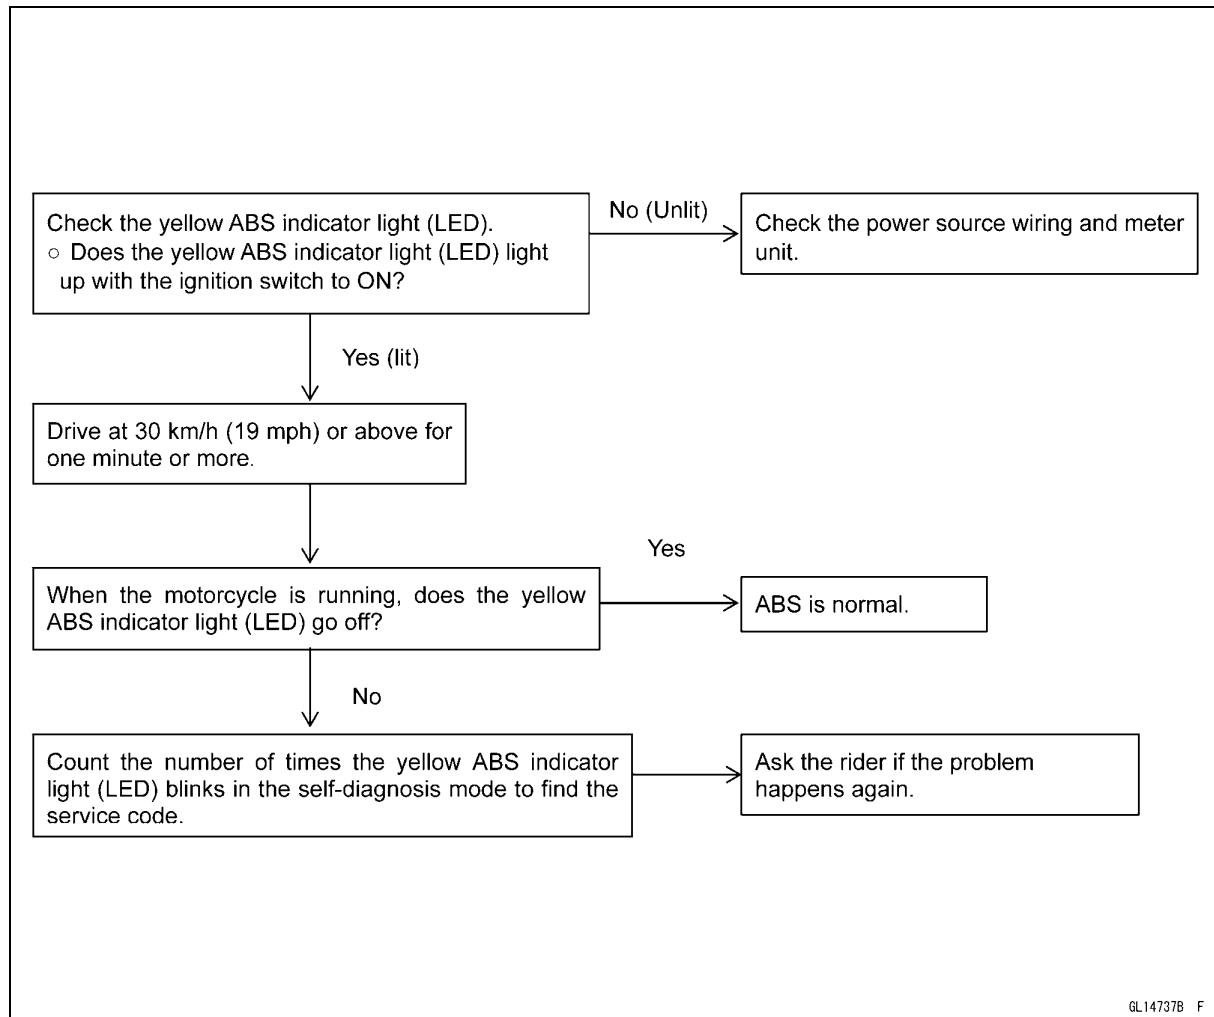 Check the yellow ABS indicator light (LED).
○ Does the yellow ABS indicator light (LED) light
up with the ignition switch to ON?
No (Unlit)
Check the power source wiring and meter
unit.
Yes (lit)
Drive at 30 km/h (19 mph) or above for
one minute or more.
When the motorcycle is running, does the yellow
ABS indicator light (LED) go off?
Yes
ABS is normal.
No
Count the number of times the yellow ABS indicator
light (LED) blinks in the self-diagnosis mode to find the
service code.
Ask the rider if the problem
happens again.
GL14737B F